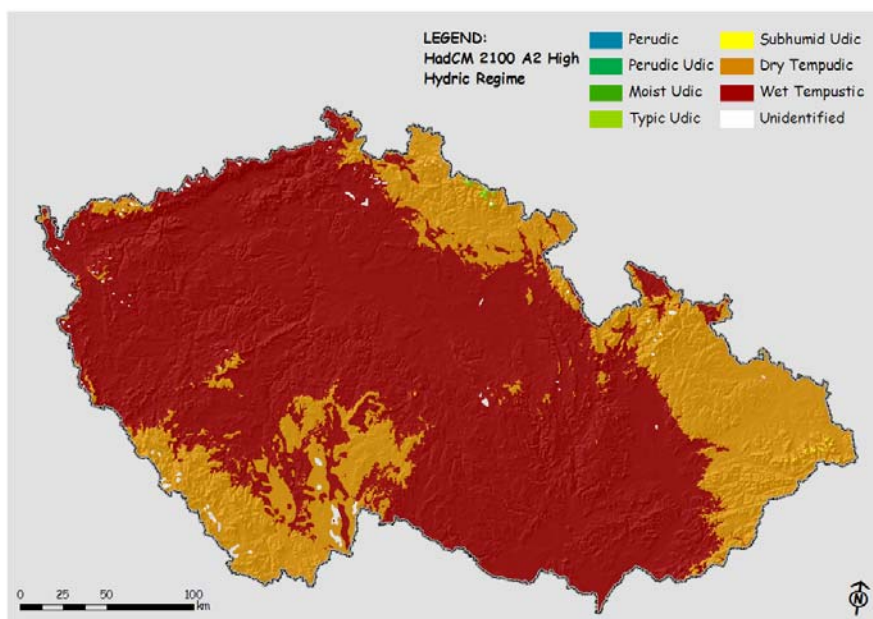 LEGEND:
HadCM 2100 A2 High
Hydric Regime
Perudic
Perudic Udic
Moist Udic
Typic Udic
Subhumid Udic
Dry Tempudic
Wet Tempustic
Unidentified
0 25 50 100
km
N